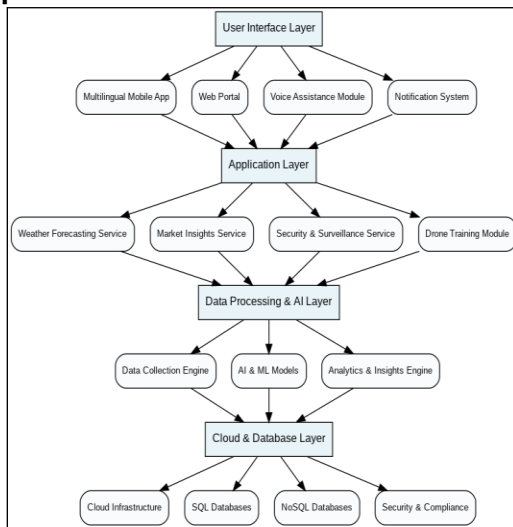 User Interface Layer
Multilingual Mobile App
Web Portal
Voice Assistance Module
Notification System
Application Layer
Weather Forecasting Service
Market Insights Service
Security & Surveillance Service
Drone Training Module
Data Processing & AI Layer
Data Collection Engine
AI & ML Models
Analytics & Insights Engine
Cloud & Database Layer
Cloud Infrastructure
SQL Databases
NoSQL Databases
Security & Compliance